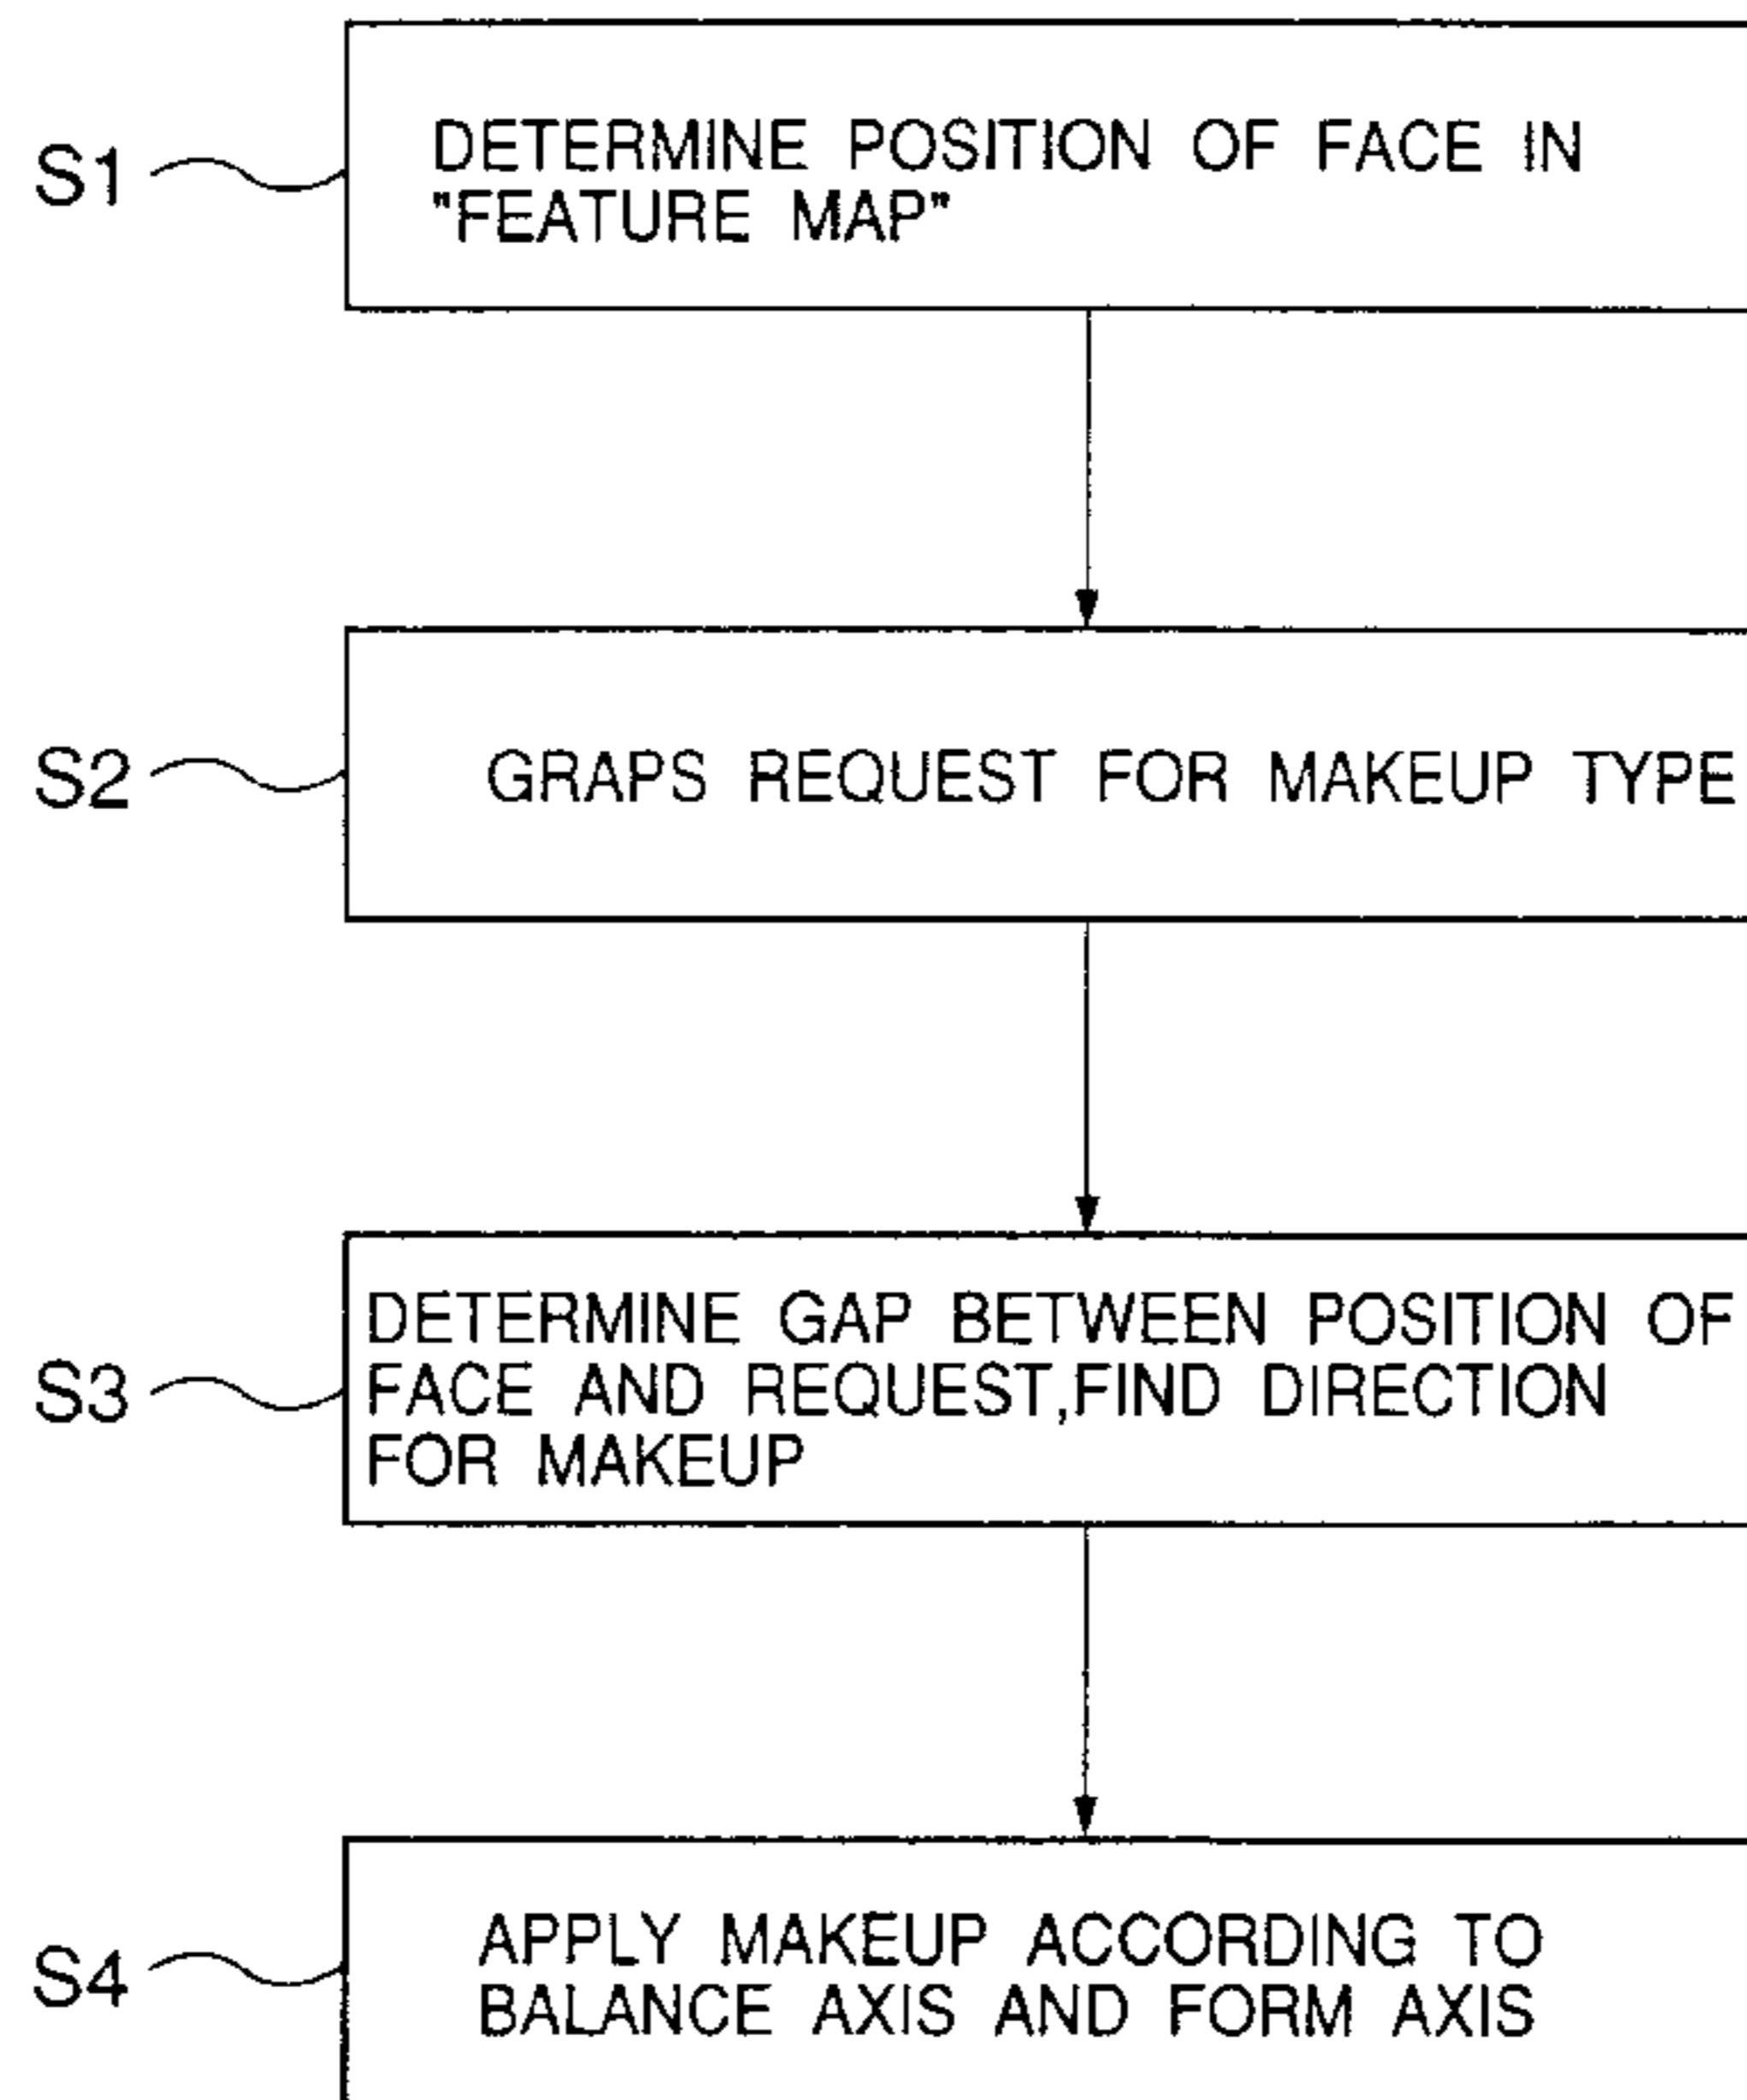 S1
DETERMINE POSITION OF FACE IN
"FEATURE MAP"
S2
GRAPS REQUEST FOR MAKEUP TYPE
S3
DETERMINE GAP BETWEEN POSITION OF
FACE AND REQUEST,FIND DIRECTION
FOR MAKEUP
S4
APPLY MAKEUP ACCORDING TO
BALANCE AXIS AND FORM AXIS